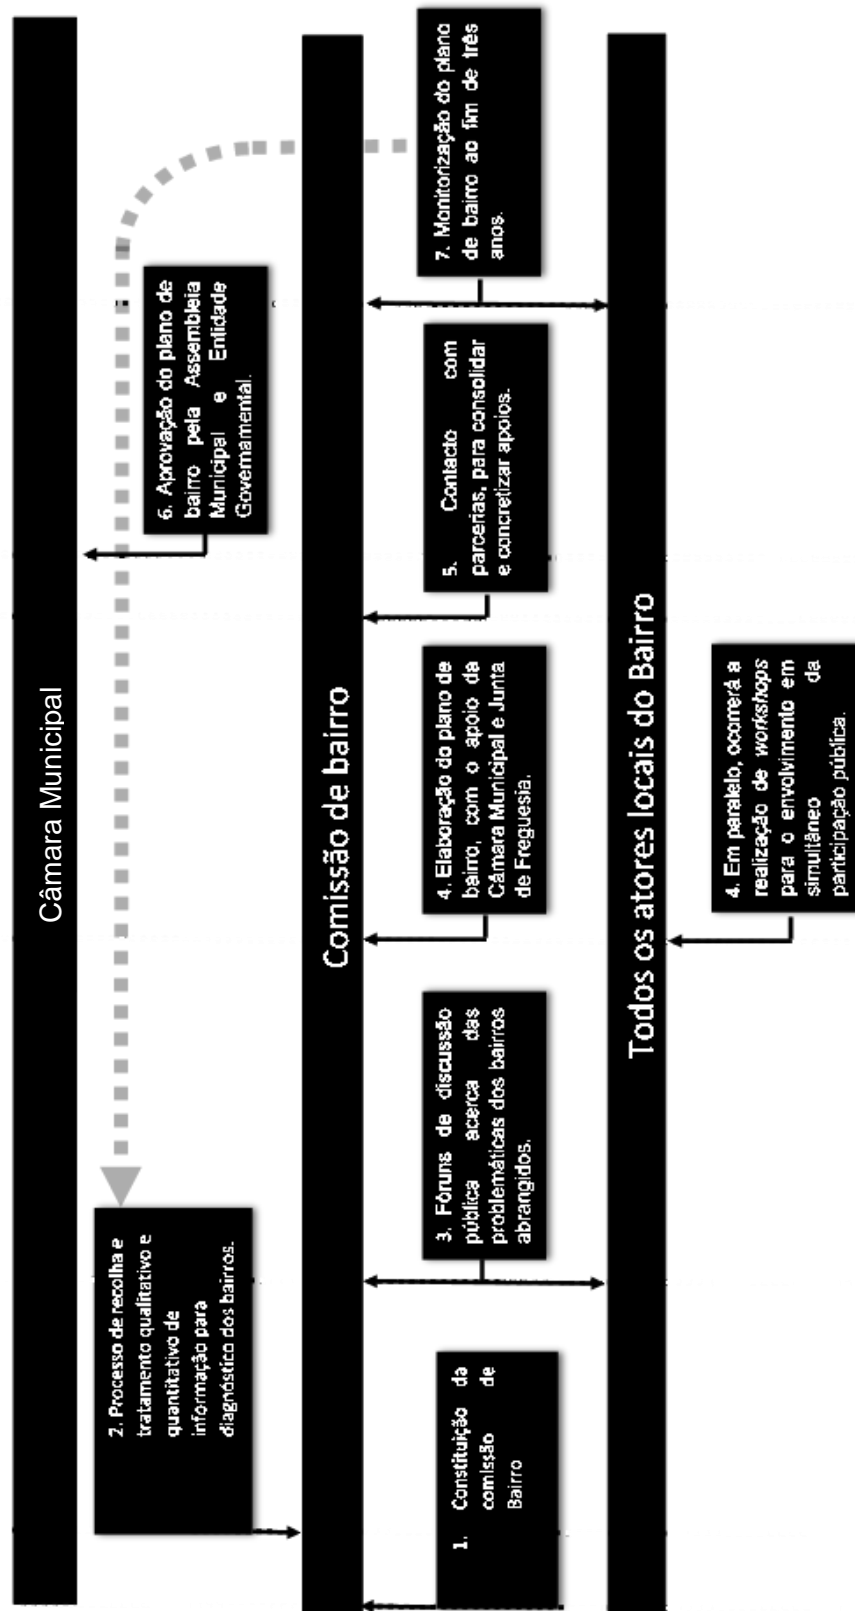 Câmara Municipal
2. Processo de recolha e
tratamento qualitativo e
quantitativo de
informação para
diagnóstico dos bairros.
6. Aprovação do plano de
bairro pela Assembleia
Municipal e Entidade
Governamental.
Comissão de bairro
1. Constituição da
comissão de
Bairro
3. Fóruns de discussão
pública acerca das
problemáticas dos bairros
abrangidos.
4. Elaboração do plano de
bairro, com o apoio da
Câmara Municipal e Junta
de Freguesia.
5. Contacto com
parcerias, para consolidar
e concretizar apoios.
7. Monitorização do plano
de bairro ao fim de três
anos.
Todos os atores locais do Bairro
4. Em paralelo, ocorrerá a
realização de workshops
para o envolvimento em
simultâneo da
participação pública.